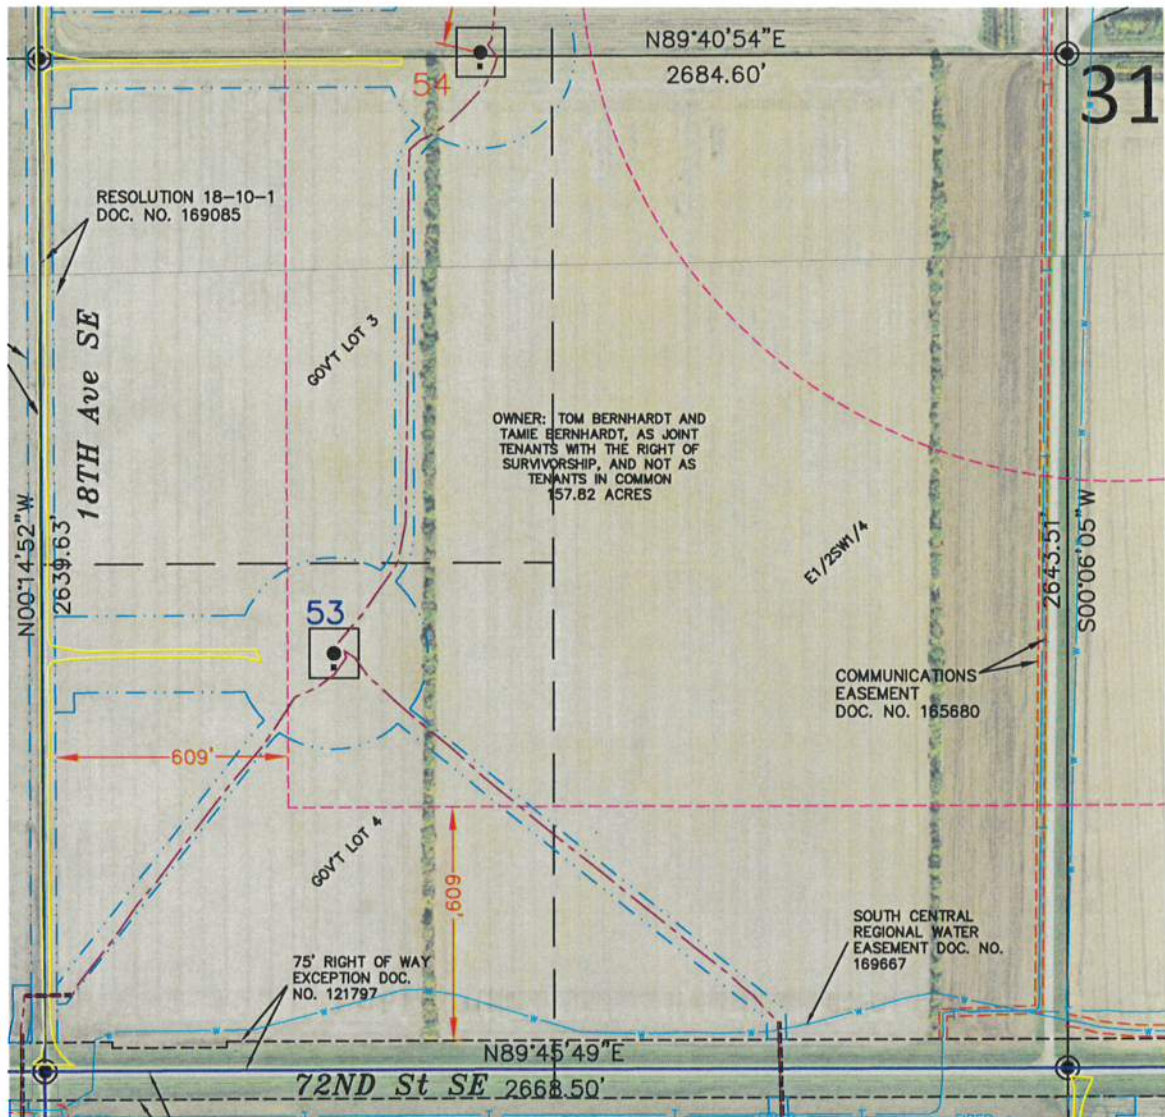 N89°40'54"E
2684.60'
31
54
RESOLUTION 18-10-1
DOC. NO. 169085
18TH Ave SE
GOV'T LOT 3
OWNER: TOM BERNHARDT AND
TAMIE BERNHARDT, AS JOINT
TENANTS WITH THE RIGHT OF
SURVIVORSHIP, AND NOT AS
TENANTS IN COMMON
157.82 ACRES
N00°14'52"W
2639.63'
E1/2SW1/4
2643.51'
S00°06'05"W
53
COMMUNICATIONS
EASEMENT
DOC. NO. 165680
609'
GOV'T LOT 4
609'
SOUTH CENTRAL
REGIONAL WATER
EASEMENT DOC. NO.
169667
75' RIGHT OF WAY
EXCEPTION DOC.
NO. 121797
N89°45'49"E
72ND St SE 2668.50'